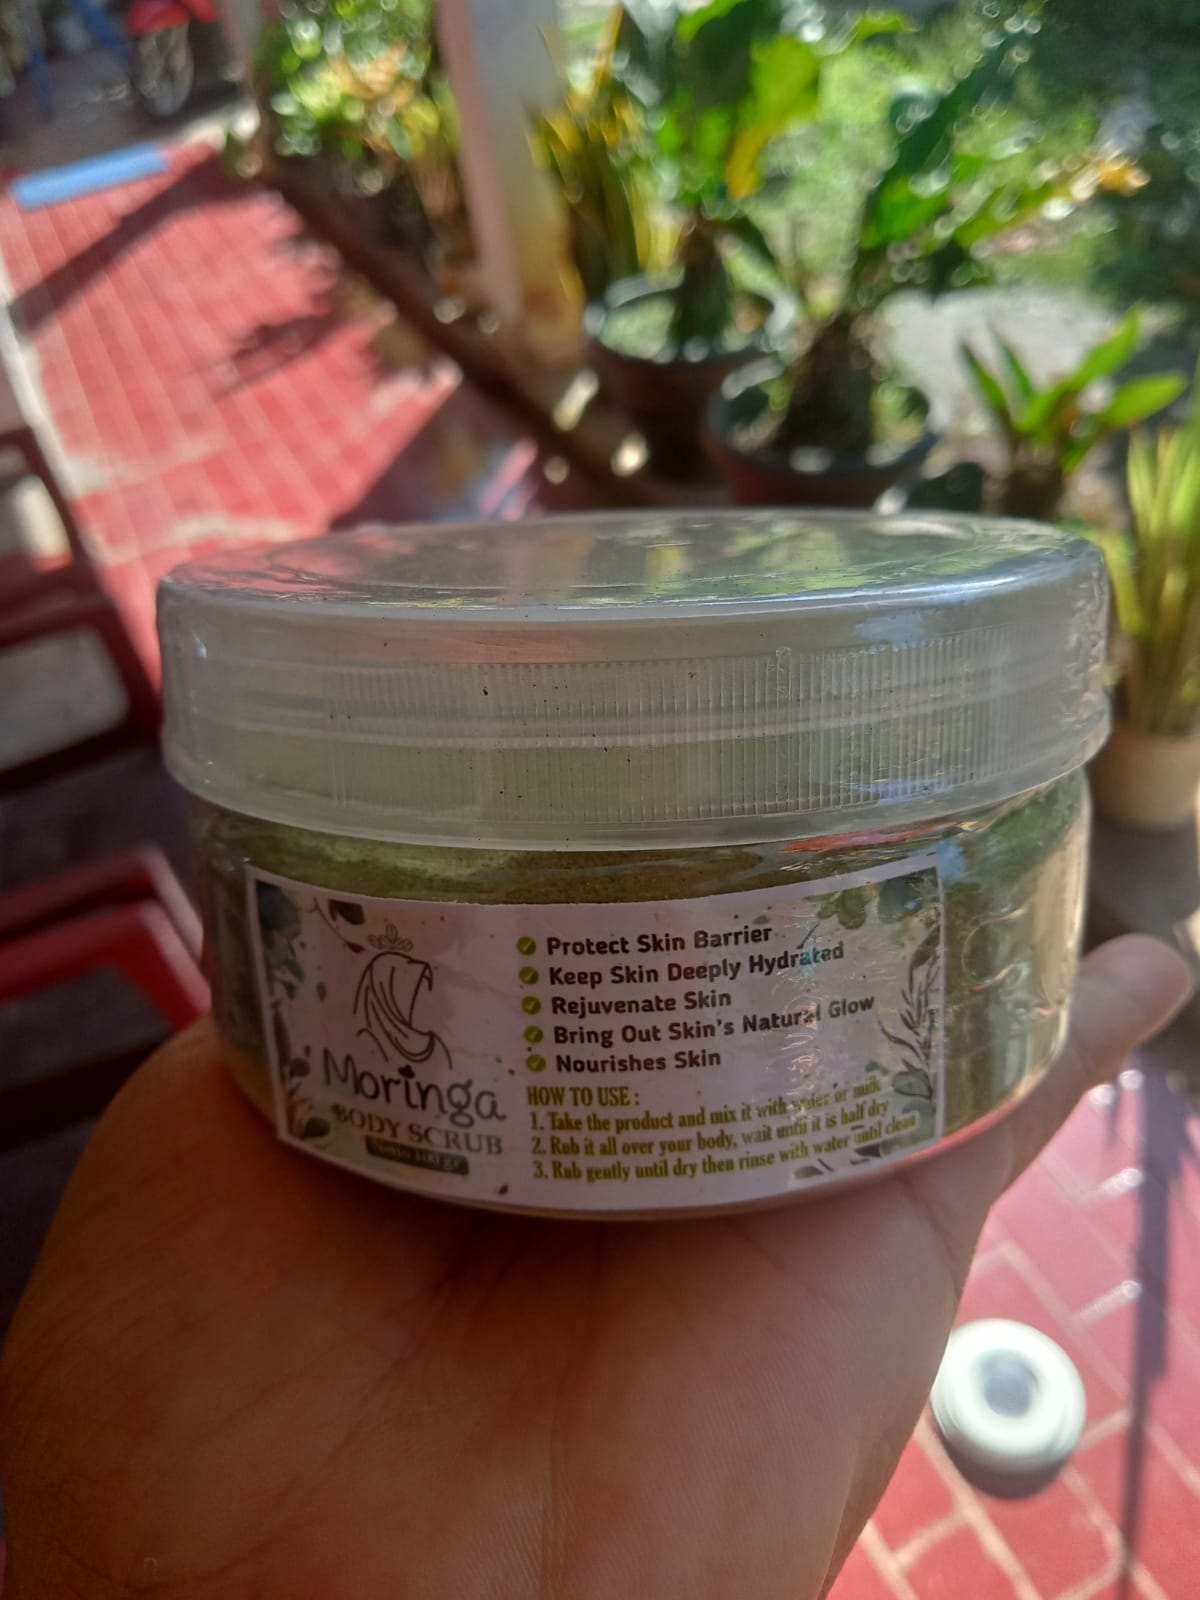 Moringa
BODY SCRUB
Netto 100 gr
Protect Skin Barrier
Keep Skin Deeply Hydrated
Rejuvenate Skin
Bring Out Skin's Natural Glow
Nourishes Skin
HOW TO USE :
1. Take the product and mix it with water or milk
2. Rub it all over your body, wait until it is half dry
3. Rub gently until dry then rinse with water until clean